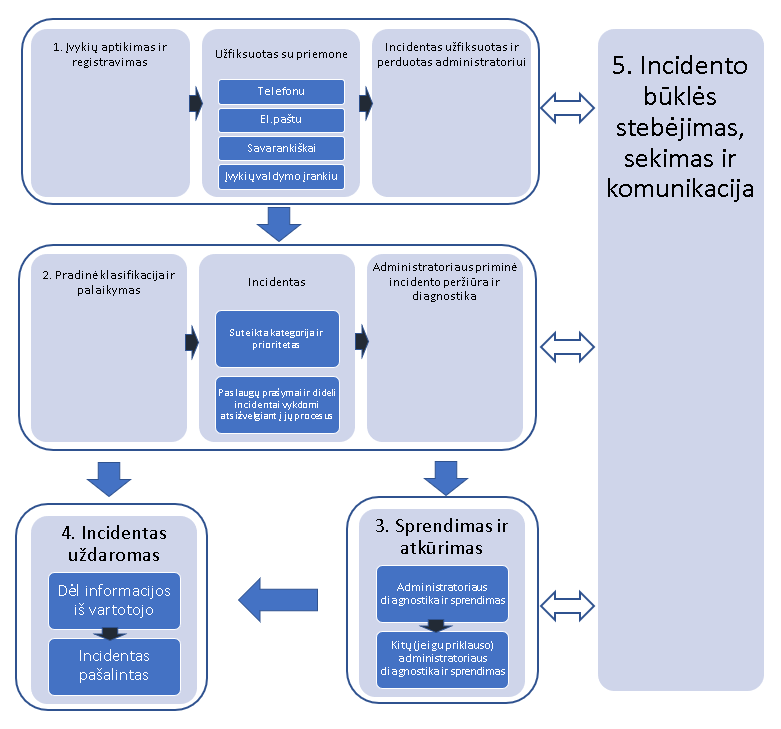 1. Įvykių aptikimas ir
registravimas
Užfiksuotas su priemone
Telefonu
El.paštu
Savarankiškai
Įvykių valdymo įrankiu
Incidentas užfiksuotas ir
perduotas administratoriui
2. Pradinė klasifikacija ir
palaikymas
Incidentas
Suteikta kategorija ir
prioritetas
Paslaugų prašymai ir dideli
incidentai vykdomi
atsižvelgiant į jų procesus
Administratoriaus priminė
incidento peržiūra ir
diagnostika
4. Incidentas
uždaromas
Dėl informacijos
iš vartotojo
Incidentas
pašalintas
3. Sprendimas ir
atkūrimas
Administratoriaus
diagnostika ir sprendimas
Kitų (jeigu priklauso)
administratoriaus
diagnostika ir sprendimas
5. Incidento
būklės
stebėjimas,
sekimas ir
komunikacija